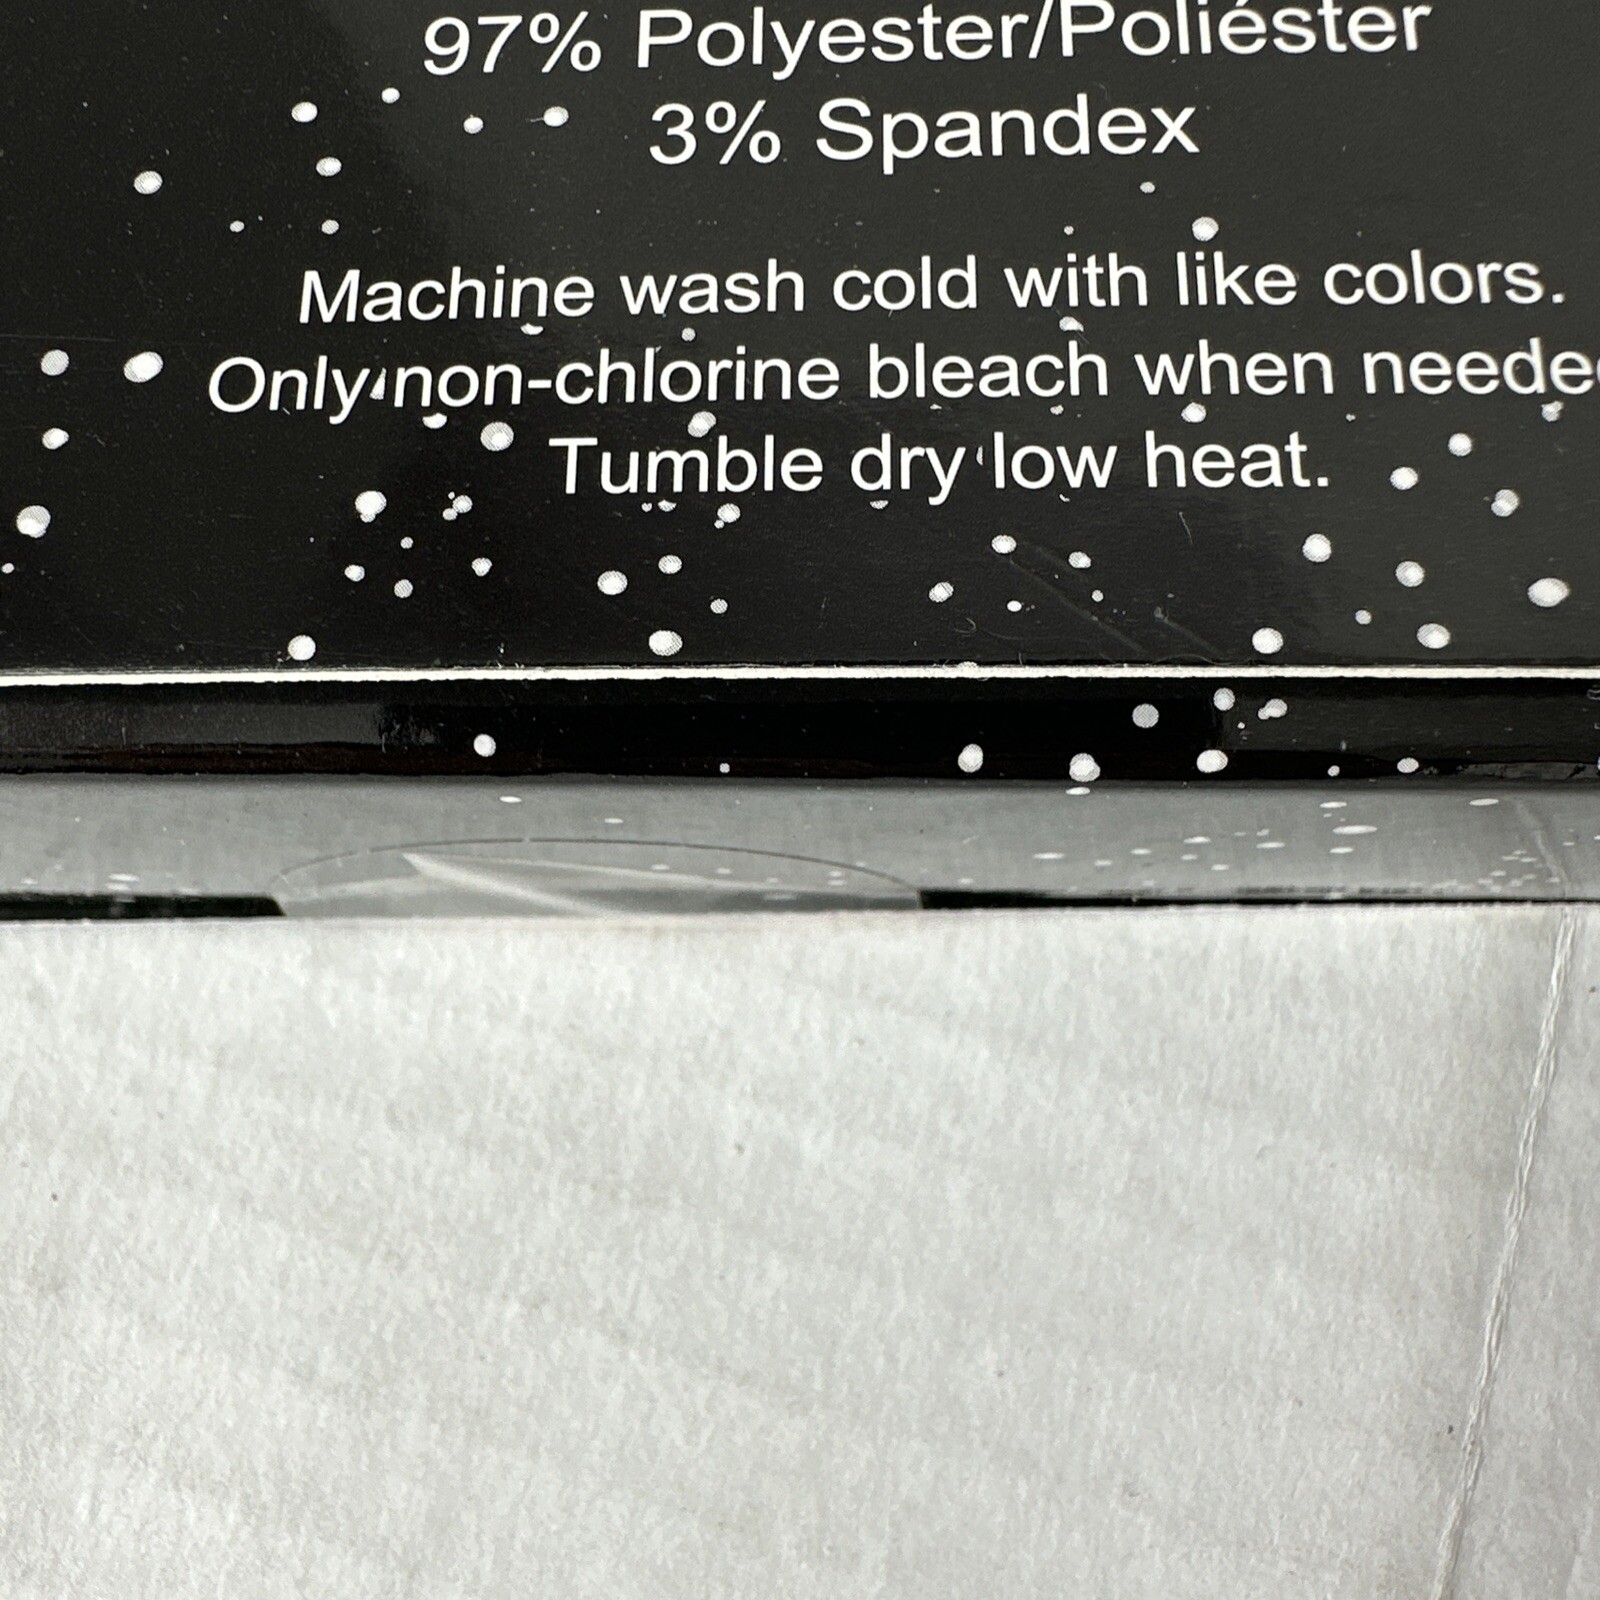 97% Polyester/Poliéster
3% Spandex
Machine wash cold with like colors.
Only non-chlorine bleach when neede
Tumble dry low heat.